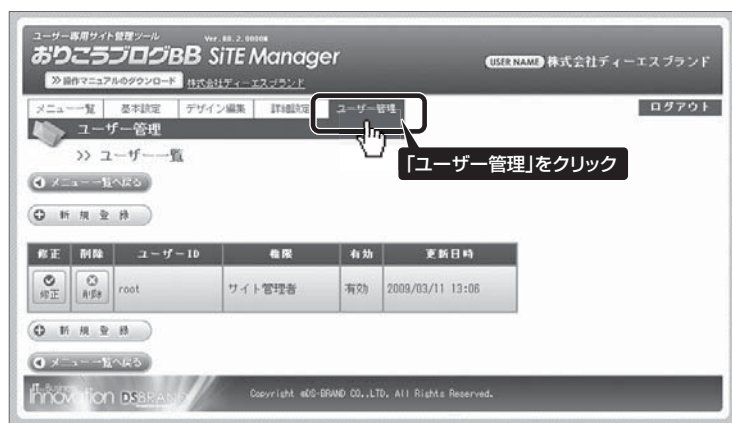 ユーザー専用サイト管理ツール Ver.BB.2.0000N
おりこうブログBB SiTE Manager
USER NAME 株式会社ディーエスブランド
操作マニュアルのダウンロード 株式会社ディーエスブランド
メニュー一覧 基本設定 デザイン編集 詳細設定 ユーザー管理 ログアウト
ユーザー管理
>> ユーザー一覧
「ユーザー管理」をクリック
メニュー一覧へ戻る
新規登録
修正 削除 ユーザーID 権限 有効 更新日時
修正 削除 root サイト管理者 有効 2009/03/11 13:06
新規登録
メニュー一覧へ戻る
IT-Business
innovation DSBRAND
Copyright ©DS-BRAND CO.,LTD. All Rights Reserved.